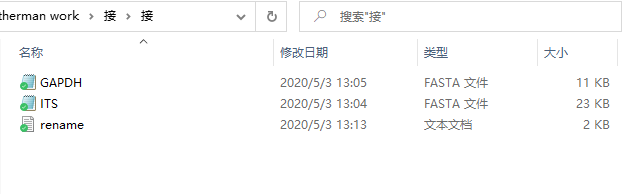 therman work > 接 > 接 搜索"接"
名称 修改日期 类型 大小
GAPDH 2020/5/3 13:05 FASTA 文件 11 KB
ITS 2020/5/3 13:04 FASTA 文件 23 KB
rename 2020/5/3 13:13 文本文档 2 KB